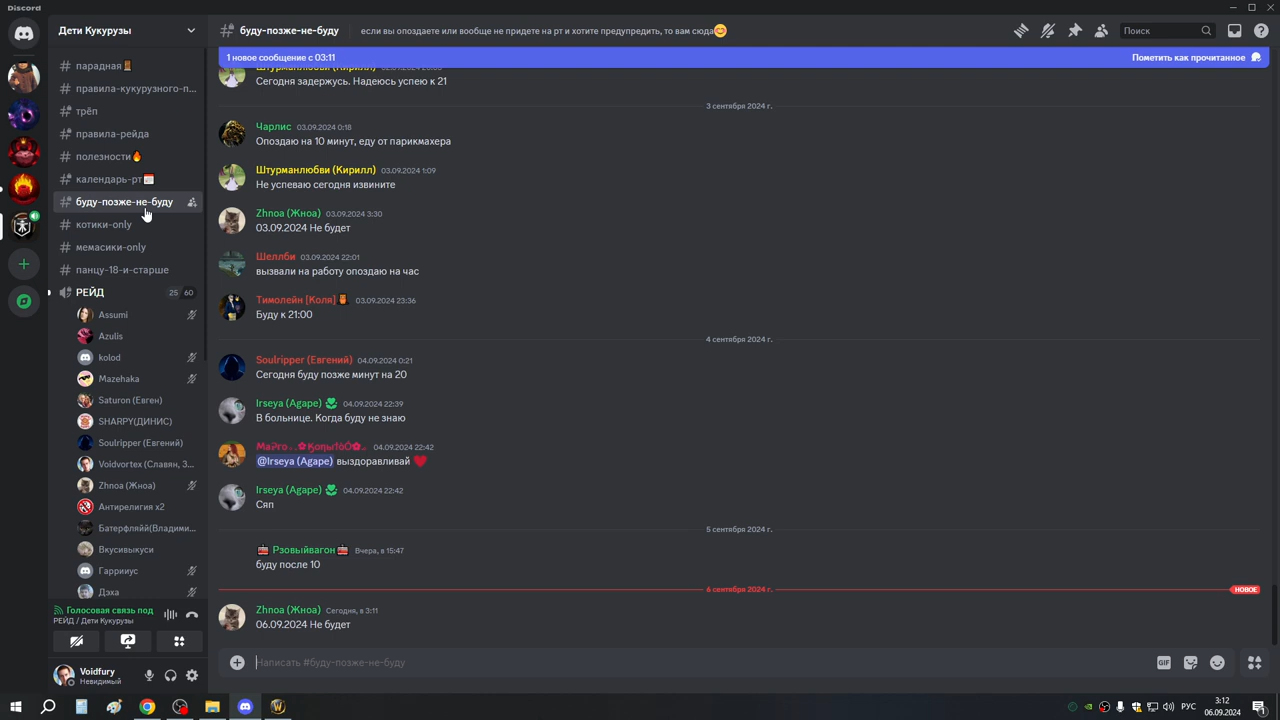 Discord
Дети Кукурузы
парадная
правила-кукурузного-п...
трёп
правила-рейда
полезности
календарь-рт
буду-позже-не-буду
котики-only
мемасики-only
панцу-18-и-старше
РЕЙД
25 60
Assumi
Azulis
kolod
Mazehaka
Saturon (Евген)
SHARPY(ДИНИС)
Soulripper (Евгений)
Voidvortex (Славян, З...
Zhnoa (Жноа)
Антирелигия x2
Батерфляйй(Владими...
Вкусивыкуси
Гаррииус
Дэха
Голосовая связь под
РЕЙД / Дети Кукурузы
Voidfury
Невидимый
буду-позже-не-буду
если вы опоздаете или вообще не придете на рт и хотите предупредить, то вам сюда
Поиск
1 новое сообщение с 03:11
Пометить как прочитанное
Штурманлюбви (Кирилл)
Сегодня задержусь. Надеюсь успею к 21
3 сентября 2024 г.
Чарлис 03.09.2024 0:18
Опоздаю на 10 минут, еду от парикмахера
Штурманлюбви (Кирилл) 03.09.2024 1:09
Не успеваю сегодня извините
Zhnoa (Жноа) 03.09.2024 3:30
03.09.2024 Не будет
Шеллби 03.09.2024 22:01
вызвали на работу опоздаю на час
Тимолейн [Коля] 03.09.2024 23:36
Буду к 21:00
4 сентября 2024 г.
Soulripper (Евгений) 04.09.2024 0:21
Сегодня буду позже минут на 20
Irseya (Agape) 04.09.2024 22:39
В больнице. Когда буду не знаю
04.09.2024 22:42
@Irseya (Agape) выздоравливай
Irseya (Agape) 04.09.2024 22:42
Сяп
5 сентября 2024 г.
Рзовыйвагон Вчера, в 15:47
буду после 10
6 сентября 2024 г.
НОВОЕ
Zhnoa (Жноа) Сегодня, в 3:11
06.09.2024 Не будет
Написать #буду-позже-не-буду
GIF
РУС
3:12
06.09.2024